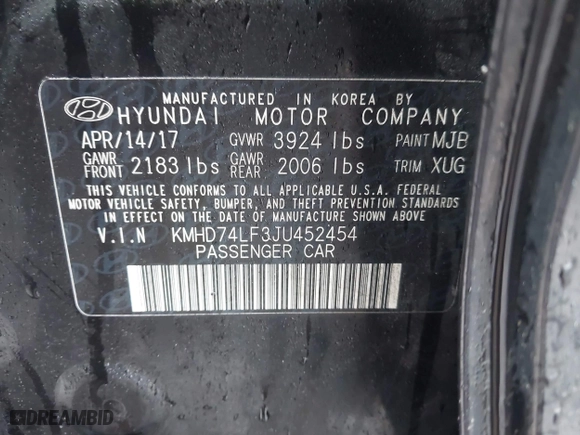 MANUFACTURED IN KOREA BY
HYUNDAI MOTOR COMPANY
APR/14/17 GVWR 3924 lbs PAINT MJB
GAWR FRONT 2183 lbs GAWR REAR 2006 lbs TRIM XUG
THIS VEHICLE CONFORMS TO ALL APPLICABLE U.S.A. FEDERAL
MOTOR VEHICLE SAFETY, BUMPER, AND THEFT PREVENTION STANDARDS
IN EFFECT ON THE DATE OF MANUFACTURE SHOWN ABOVE
V.I.N KMHD74LF3JU452454
PASSENGER CAR
DREAMBID